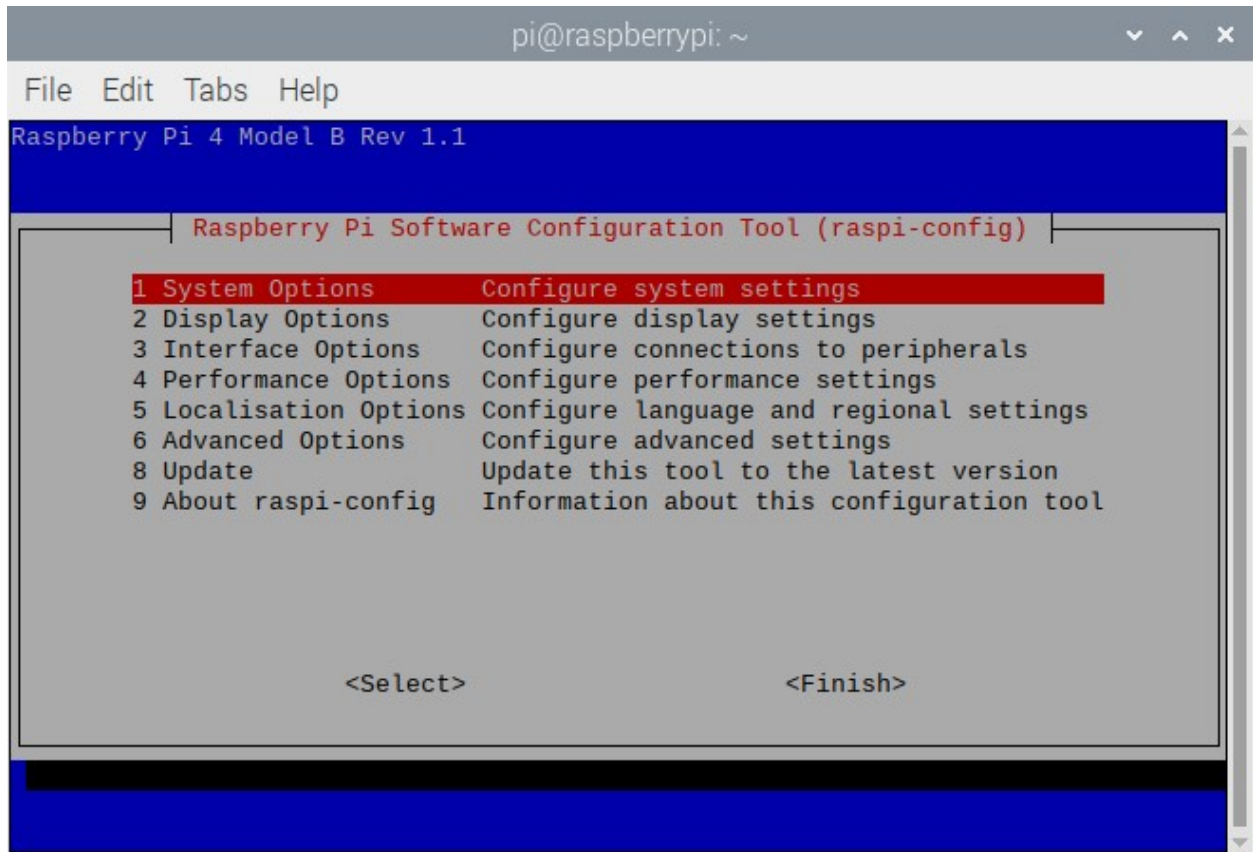 pi@raspberrypi: ~
File Edit Tabs Help
Raspberry Pi 4 Model B Rev 1.1
Raspberry Pi Software Configuration Tool (raspi-config)
1 System Options Configure system settings
2 Display Options Configure display settings
3 Interface Options Configure connections to peripherals
4 Performance Options Configure performance settings
5 Localisation Options Configure language and regional settings
6 Advanced Options Configure advanced settings
8 Update Update this tool to the latest version
9 About raspi-config Information about this configuration tool
<Select> <Finish>